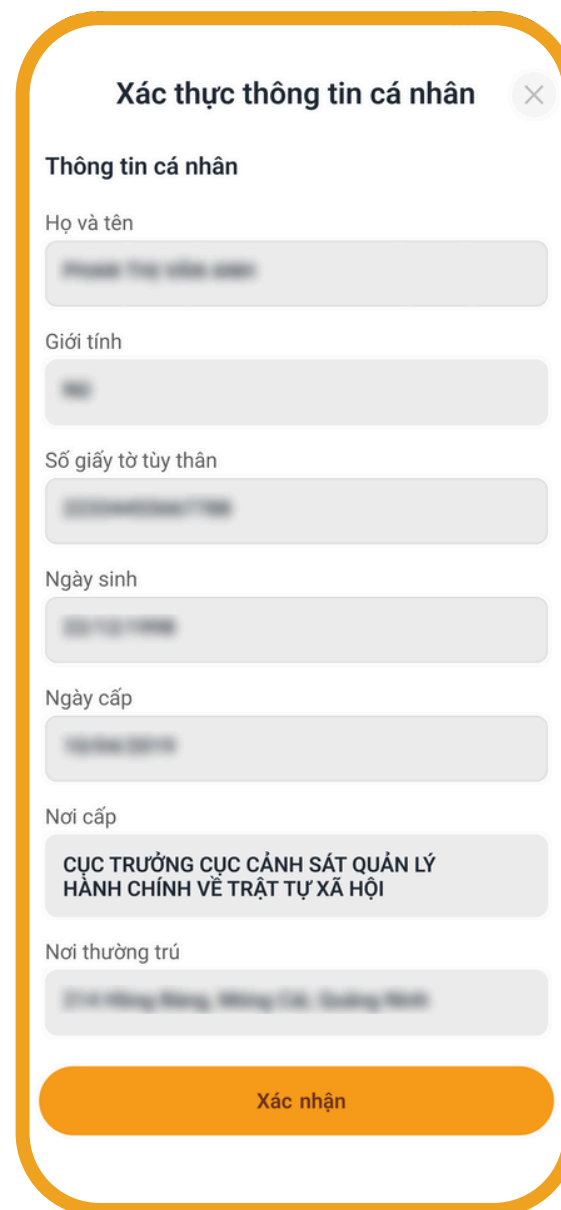 Xác thực thông tin cá nhân
Thông tin cá nhân
Họ và tên
Giới tính
Số giấy tờ tùy thân
Ngày sinh
Ngày cấp
Nơi cấp
CỤC TRƯỞNG CỤC CẢNH SÁT QUẢN LÝ
HÀNH CHÍNH VỀ TRẬT TỰ XÃ HỘI
Nơi thường trú
Xác nhận